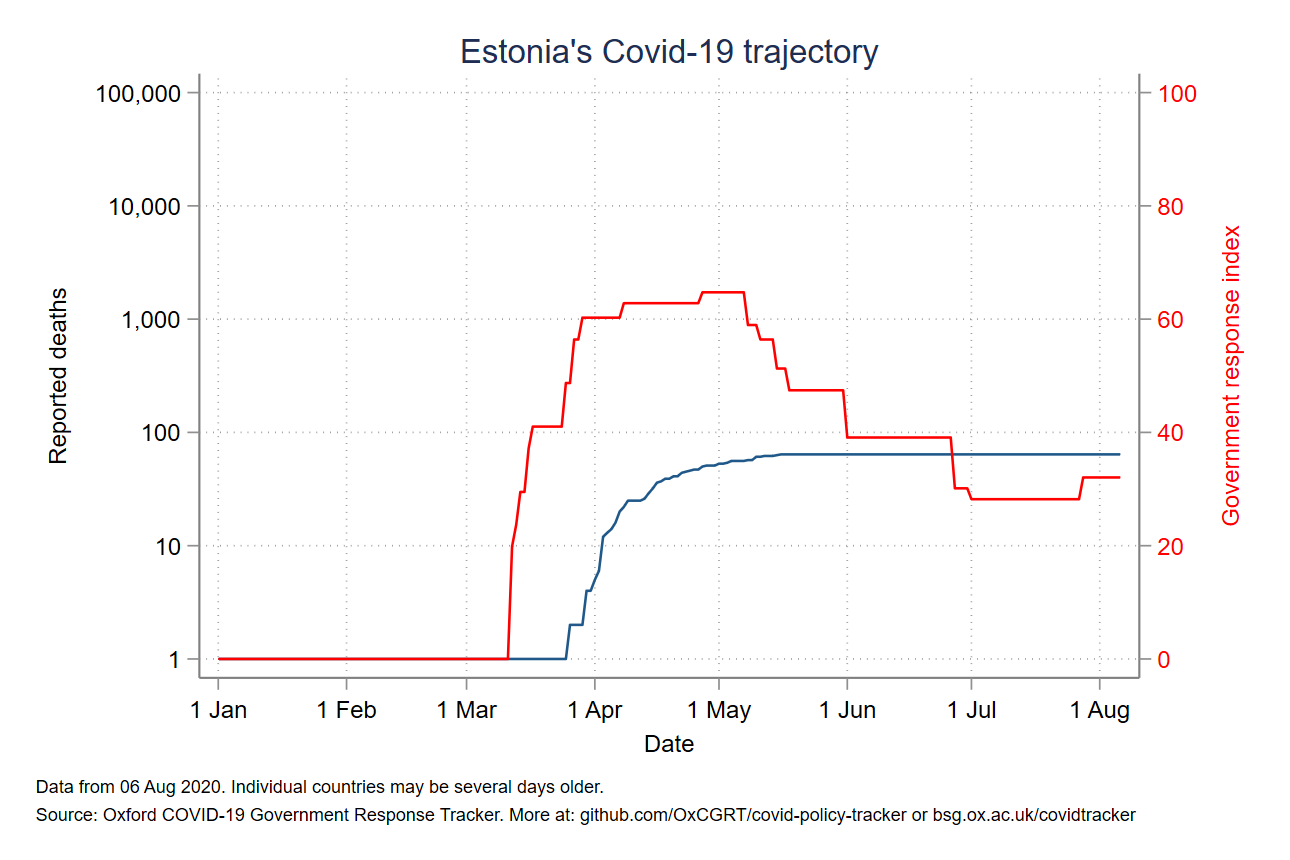 Estonia's Covid-19 trajectory
100,000
10,000
1,000
100
10
1
Reported deaths
100
80
60
40
20
0
Government response index
1 Jan 1 Feb 1 Mar 1 Apr 1 May 1 Jun 1 Jul 1 Aug
Date
Data from 06 Aug 2020. Individual countries may be several days older.
Source: Oxford COVID-19 Government Response Tracker. More at: github.com/OxCGRT/covid-policy-tracker or bsg.ox.ac.uk/covidtracker